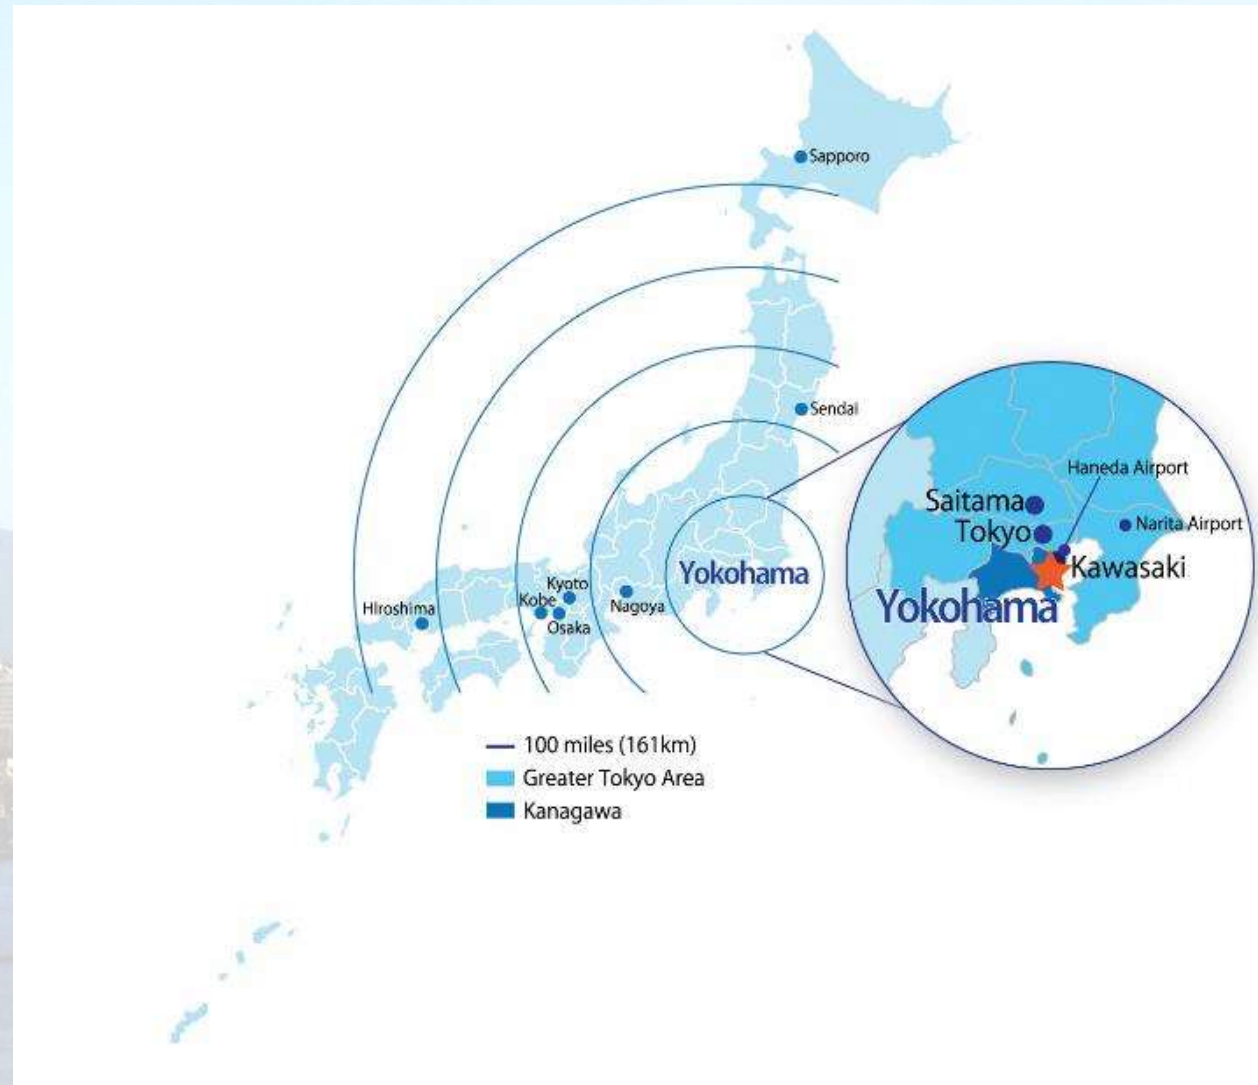 Sapporo
Sendai
Haneda Airport
Saitama
Narita Airport
Tokyo
Kawasaki
Yokohama
Yokohama
Kyoto
Kobe
Nagoya
Hiroshima
Osaka
100 miles (161km)
Greater Tokyo Area
Kanagawa